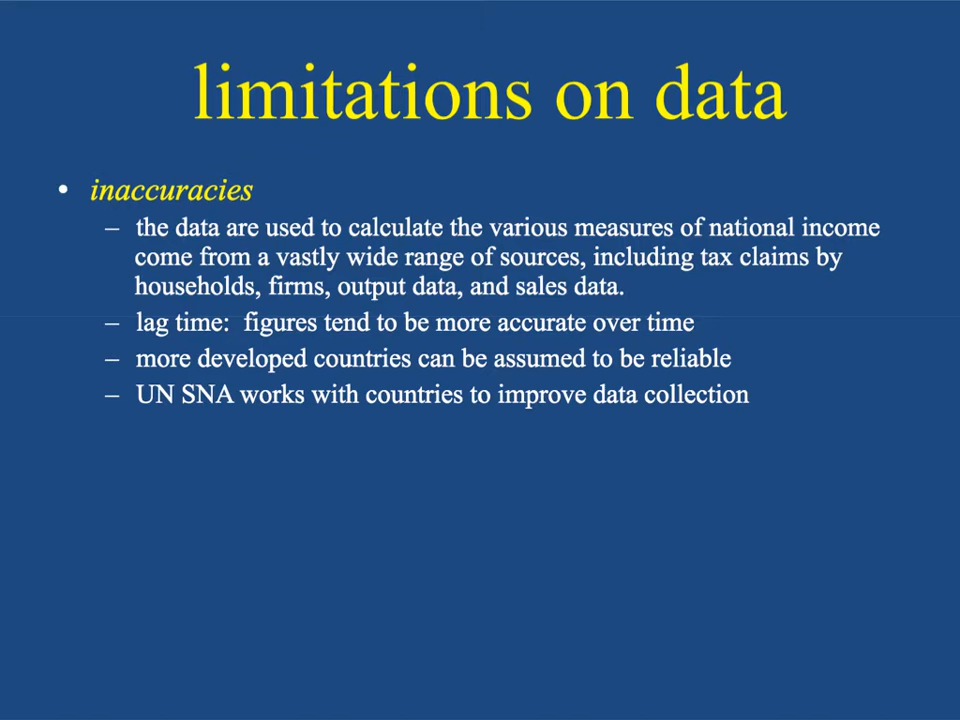 limitations on data
• inaccuracies
– the data are used to calculate the various measures of national income
come from a vastly wide range of sources, including tax claims by
households, firms, output data, and sales data.
– lag time:  figures tend to be more accurate over time
– more developed countries can be assumed to be reliable
– UN SNA works with countries to improve data collection